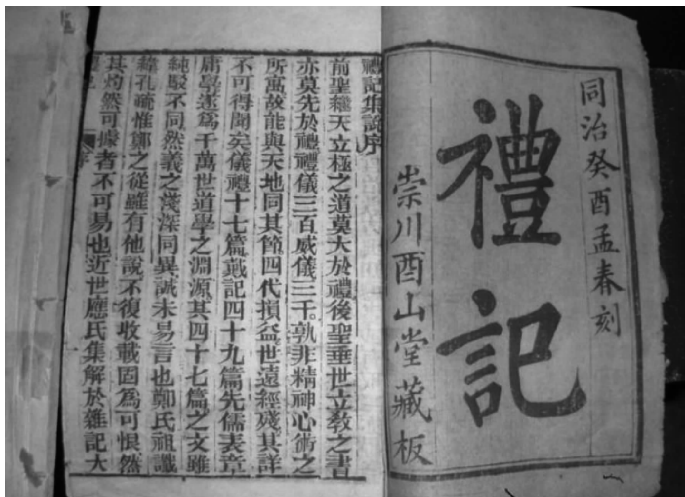 同治癸酉孟春刻
禮記
崇川酉山堂藏板
禮記集說序
前聖繼天立極之道莫大於禮後聖垂世立敎之書
亦莫先於禮禮儀三百威儀三千。孰非精神心術之
所寓故能與天地同其節四代損益世遠經殘其詳
不可得聞矣儀禮十七篇戴記四十九篇先儒表章
庸學遂爲千萬世道學之淵源其四十七篇之文雖
純駁不同然義之淺深同異誠未易言也鄭氏祖讖
緯孔疏惟鄭之從雖有他說不復收載固爲可恨然
其灼然可據者不可易也近世應氏集解於雜記大
序